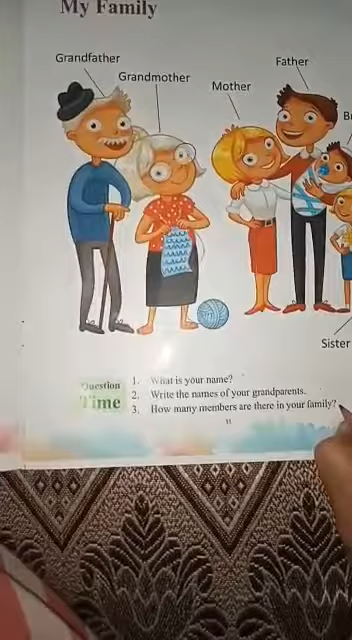 My Family
Grandfather
Grandmother
Mother
Father
Sister
Question
Time
1. What is your name?
2. Write the names of your grandparents.
3. How many members are there in your family?